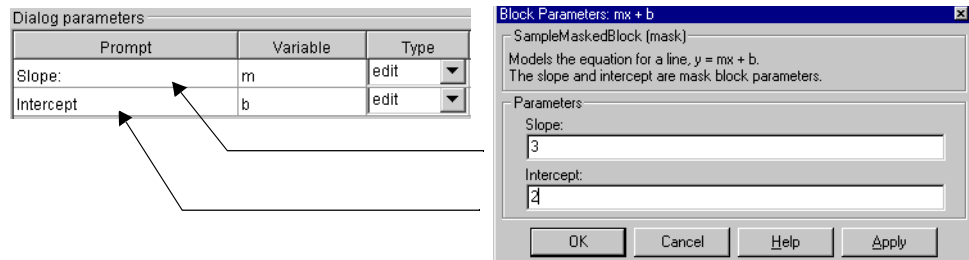 Dialog parameters
Prompt Variable Type
Slope: m edit
Intercept b edit
Block Parameters: mx + b
SampleMaskedBlock (mask)
Models the equation for a line, y = mx + b.
The slope and intercept are mask block parameters.
Parameters
Slope:
3
Intercept:
2
OK Cancel Help Apply